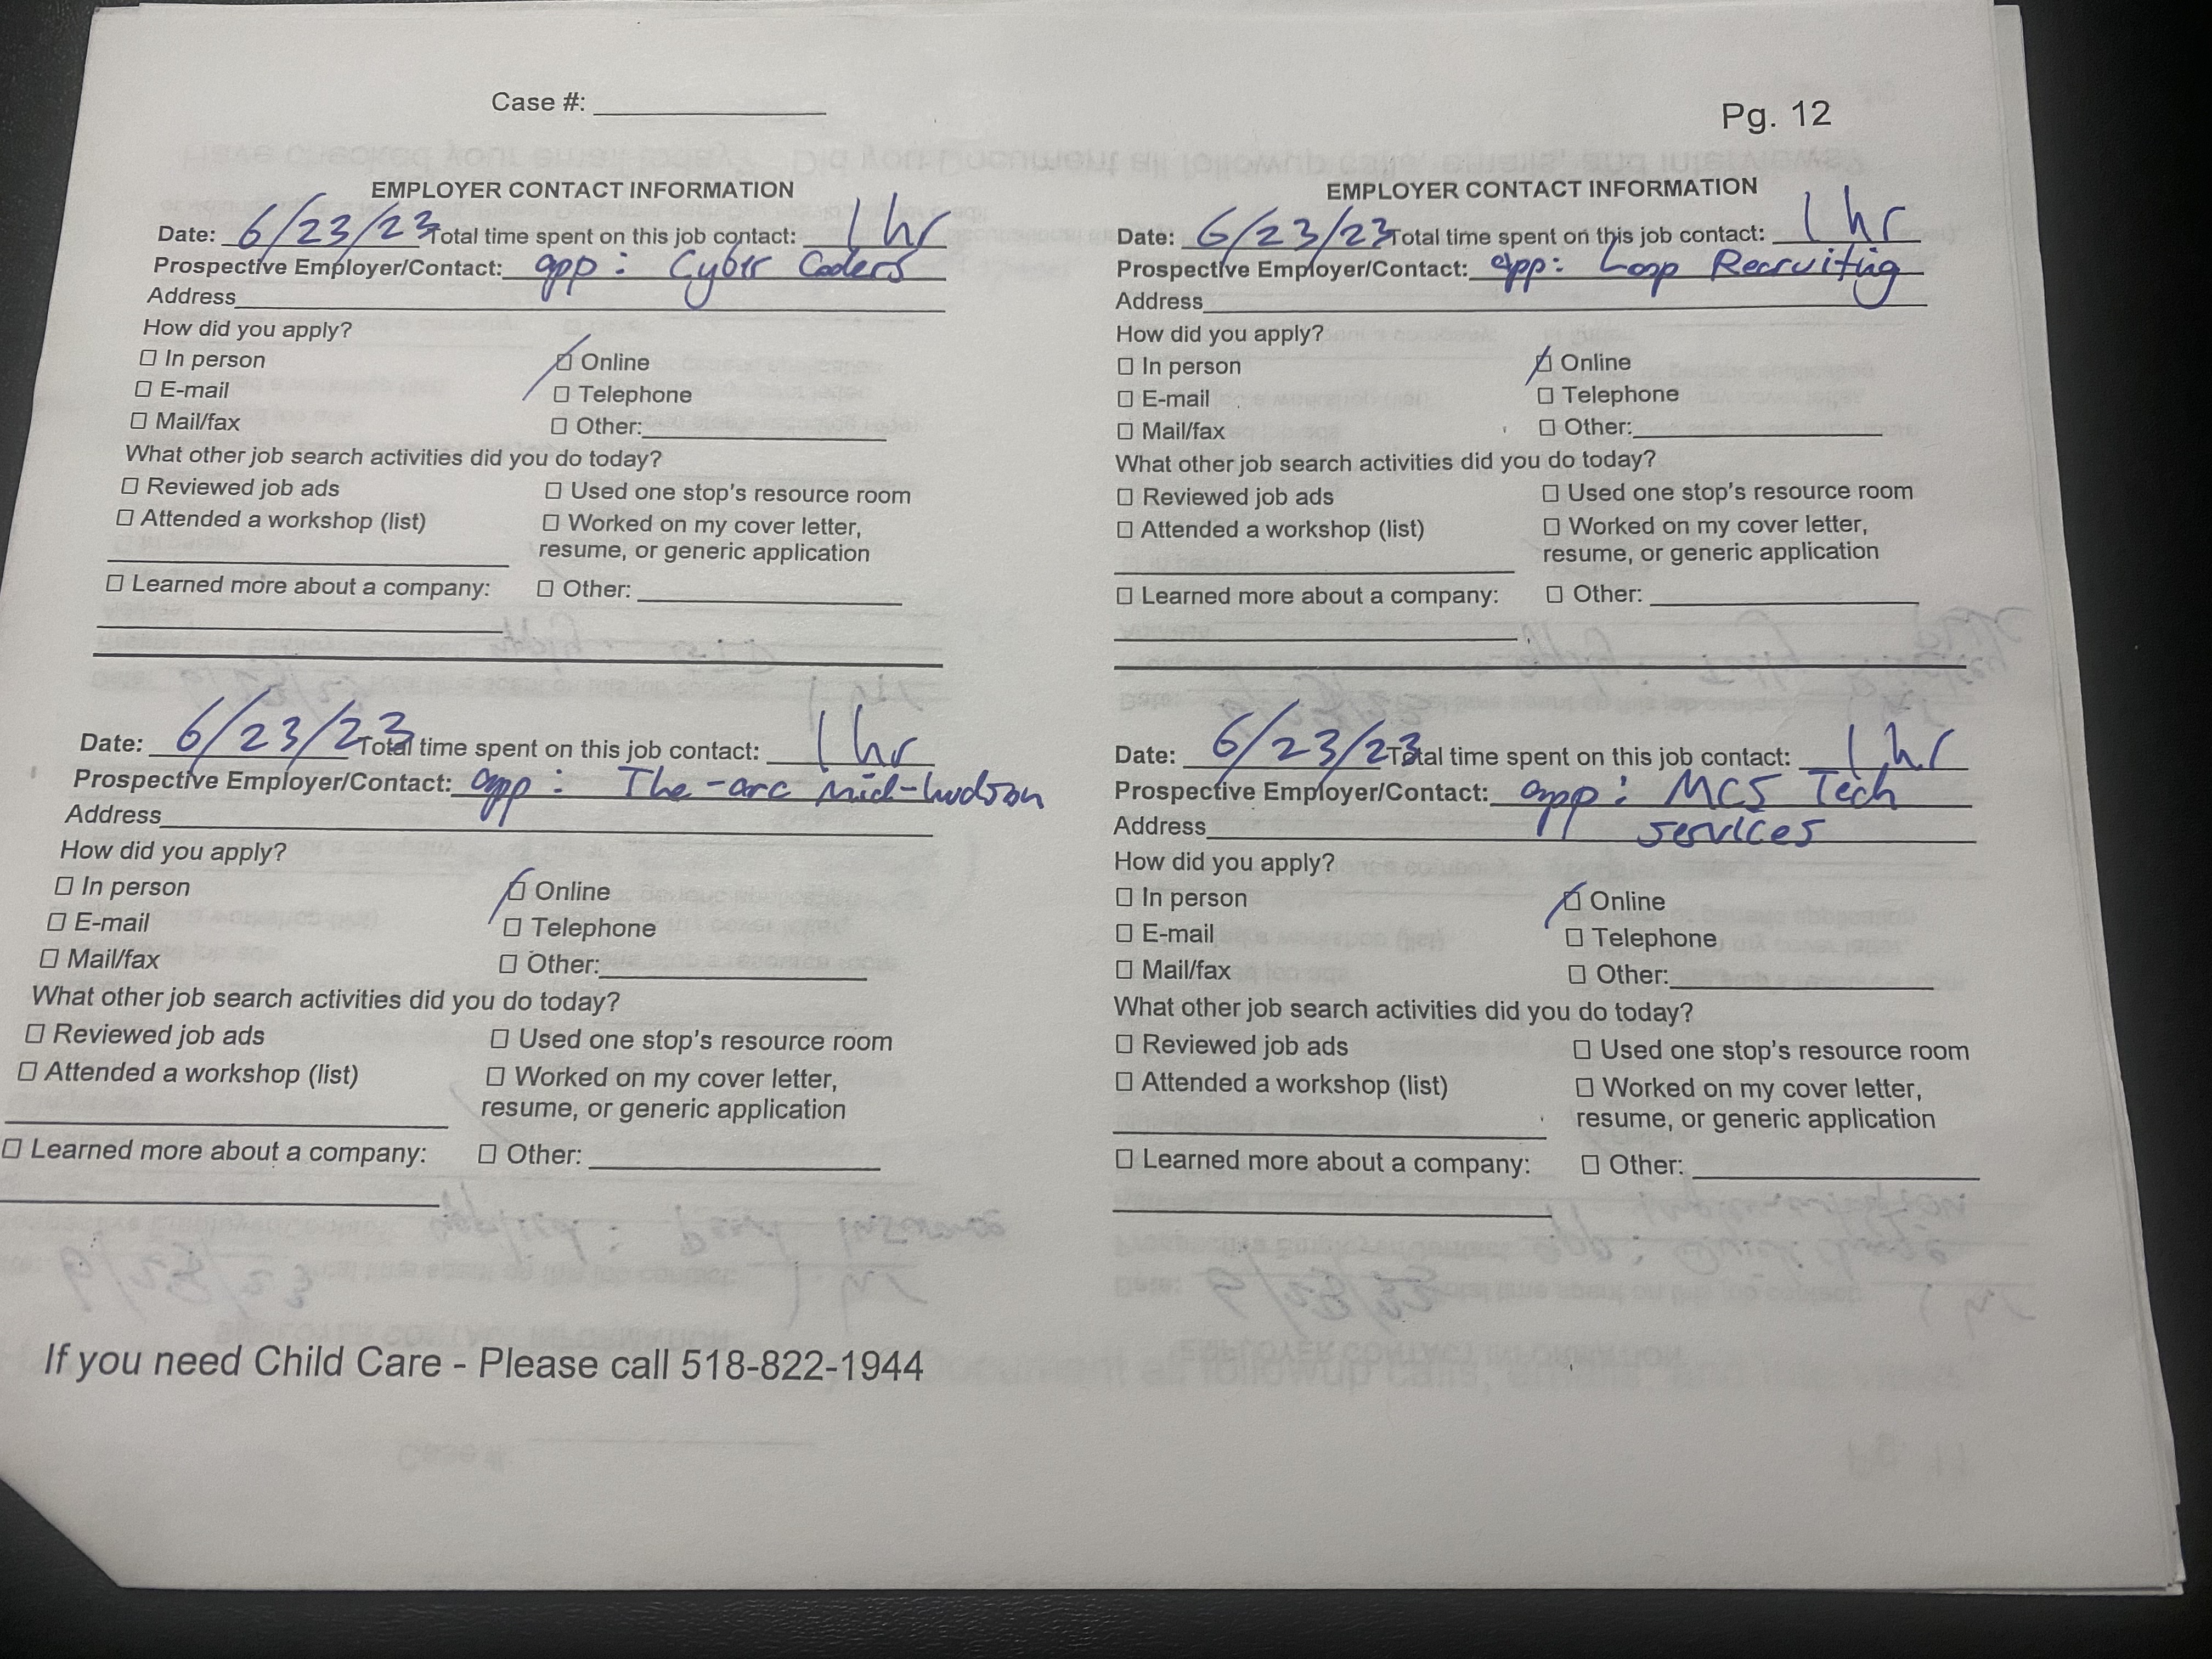 Case #:
Pg. 12
EMPLOYER CONTACT INFORMATION
Date: 6/23/23 Total time spent on this job contact: 1 hr
Prospective Employer/Contact: app: Cyber Coders
Address
How did you apply?
☐ In person ☑ Online
☐ E-mail ☐ Telephone
☐ Mail/fax ☐ Other:
What other job search activities did you do today?
☐ Reviewed job ads ☐ Used one stop's resource room
☐ Attended a workshop (list) ☐ Worked on my cover letter,
resume, or generic application
☐ Learned more about a company: ☐ Other:
EMPLOYER CONTACT INFORMATION
Date: 6/23/23 Total time spent on this job contact: 1 hr
Prospective Employer/Contact: app: Loop Recruiting
Address
How did you apply?
☐ In person ☑ Online
☐ E-mail ☐ Telephone
☐ Mail/fax ☐ Other:
What other job search activities did you do today?
☐ Reviewed job ads ☐ Used one stop's resource room
☐ Attended a workshop (list) ☐ Worked on my cover letter,
resume, or generic application
☐ Learned more about a company: ☐ Other:
Date: 6/23/23 Total time spent on this job contact: 1 hr
Prospective Employer/Contact: app: The-arc mid-hudson
Address
How did you apply?
☐ In person ☑ Online
☐ E-mail ☐ Telephone
☐ Mail/fax ☐ Other:
What other job search activities did you do today?
☐ Reviewed job ads ☐ Used one stop's resource room
☐ Attended a workshop (list) ☐ Worked on my cover letter,
resume, or generic application
☐ Learned more about a company: ☐ Other:
Date: 6/23/23 Total time spent on this job contact: 1 hr
Prospective Employer/Contact: app: MCS Tech
Address services
How did you apply?
☐ In person ☑ Online
☐ E-mail ☐ Telephone
☐ Mail/fax ☐ Other:
What other job search activities did you do today?
☐ Reviewed job ads ☐ Used one stop's resource room
☐ Attended a workshop (list) ☐ Worked on my cover letter,
resume, or generic application
☐ Learned more about a company: ☐ Other:
If you need Child Care - Please call 518-822-1944